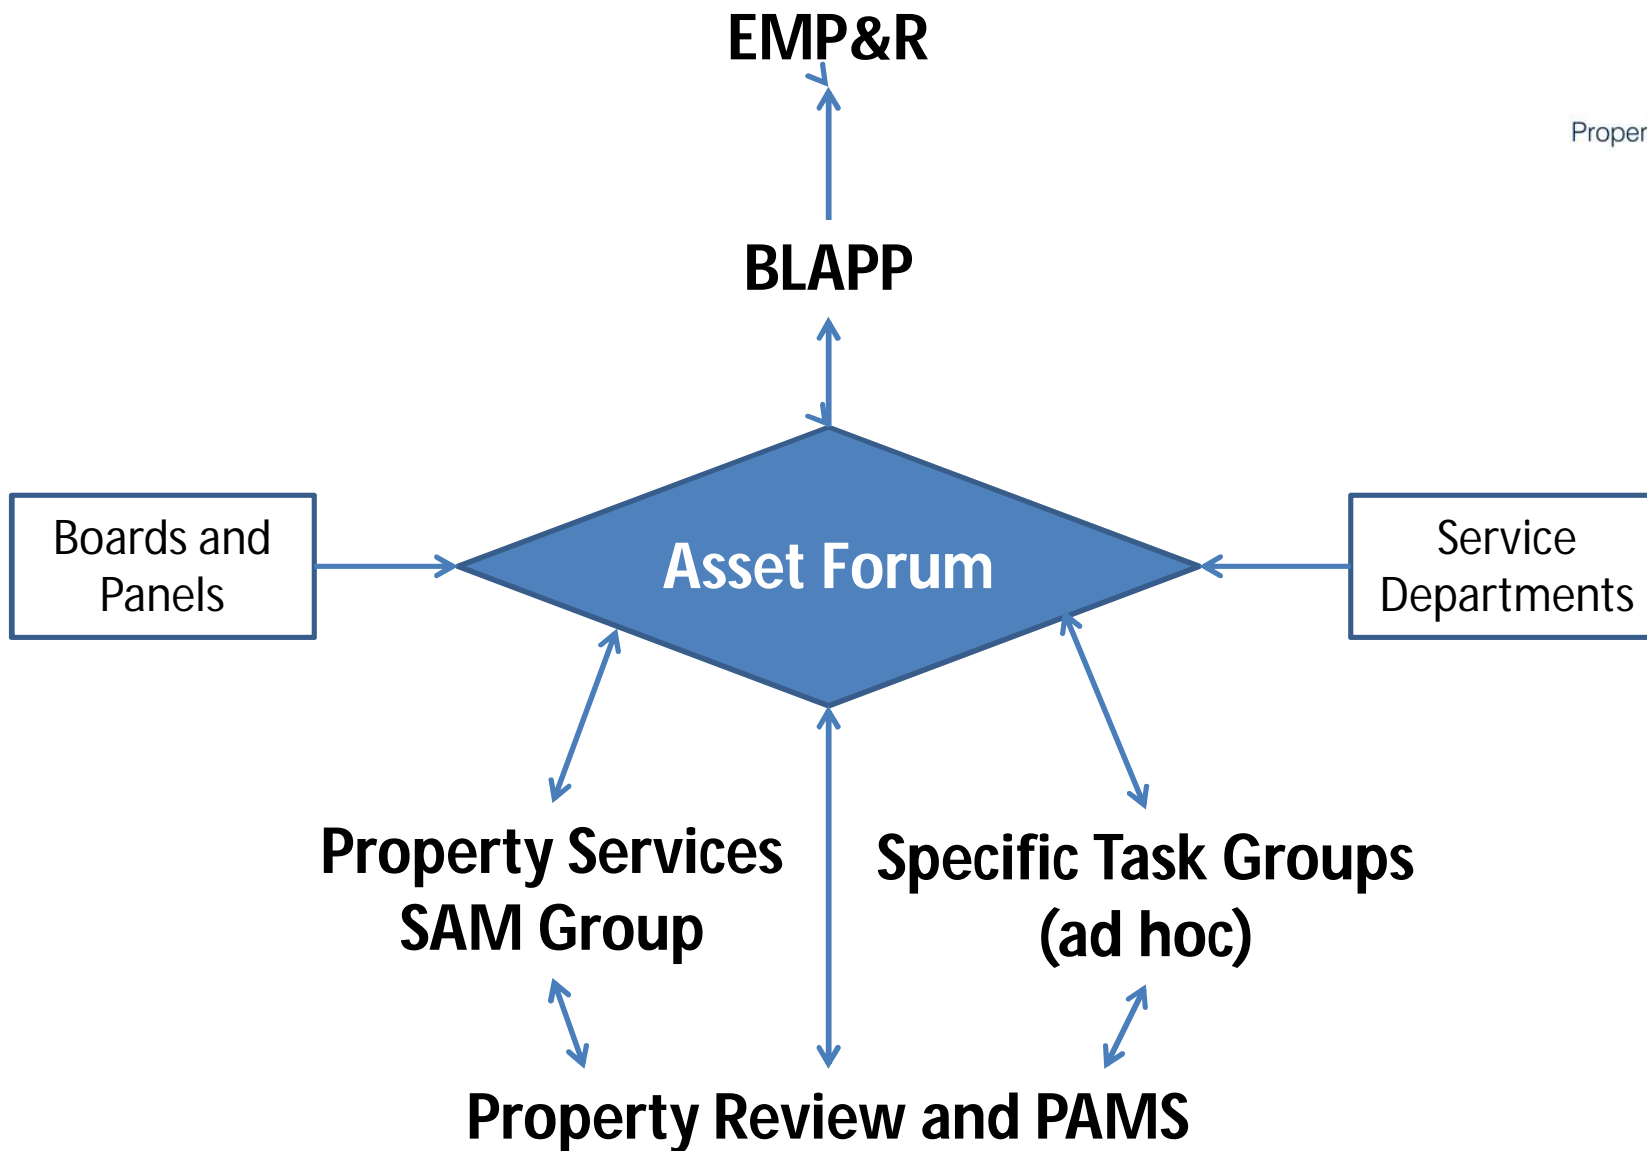 EMP&R
Proper
BLAPP
Boards and
Panels
Asset Forum
Service
Departments
Property Services
SAM Group
Specific Task Groups
(ad hoc)
Property Review and PAMS